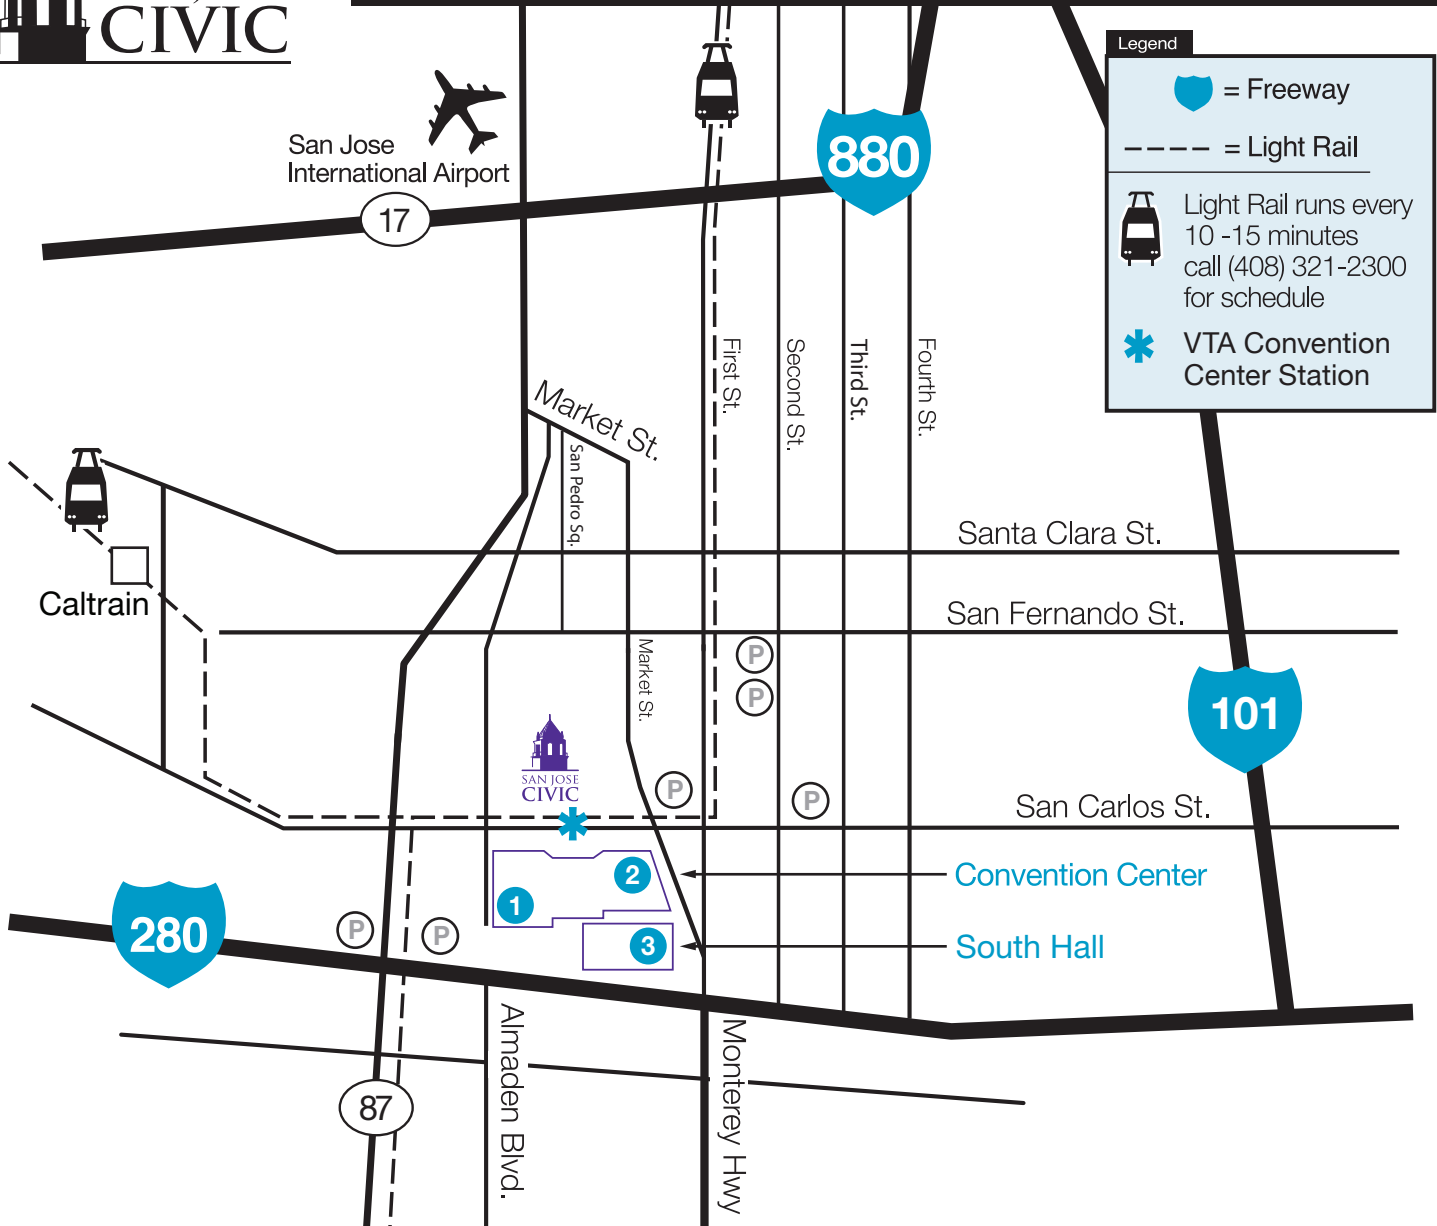 CIVIC
Legend
= Freeway
= Light Rail
Light Rail runs every
10 -15 minutes
call (408) 321-2300
for schedule
VTA Convention
Center Station
San Jose
International Airport
17
880
First St.
Second St.
Third St.
Fourth St.
Market St.
San Pedro Sq.
Santa Clara St.
Caltrain
San Fernando St.
Market St.
P
P
101
SAN JOSE
CIVIC
P
P
San Carlos St.
Convention Center
2
1
280
P
P
3
South Hall
Almaden Blvd.
Monterey Hwy
87